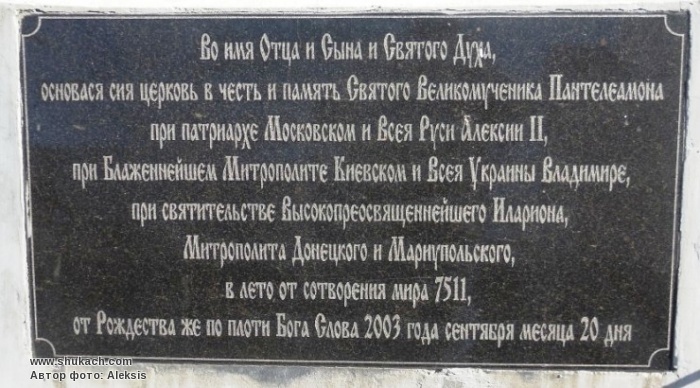 Во имя Отца и Сына и Святого Духа,
основася сия церковь в честь и память Святого Великомученика Пантелеамона
при патриархе Московском и Всея Руси Алексии II,
при Блаженнейшем Митрополите Киевском и Всея Украины Владимире,
при святительстве Высокопреосвященнейшего Илариона,
Митрополита Донецкого и Мариупольского,
в лето от сотворения мира 7511,
от Рождества же по плоти Бога Слова 2003 года сентября месяца 20 дня
www.shukach.com
Автор фото: Aleksis